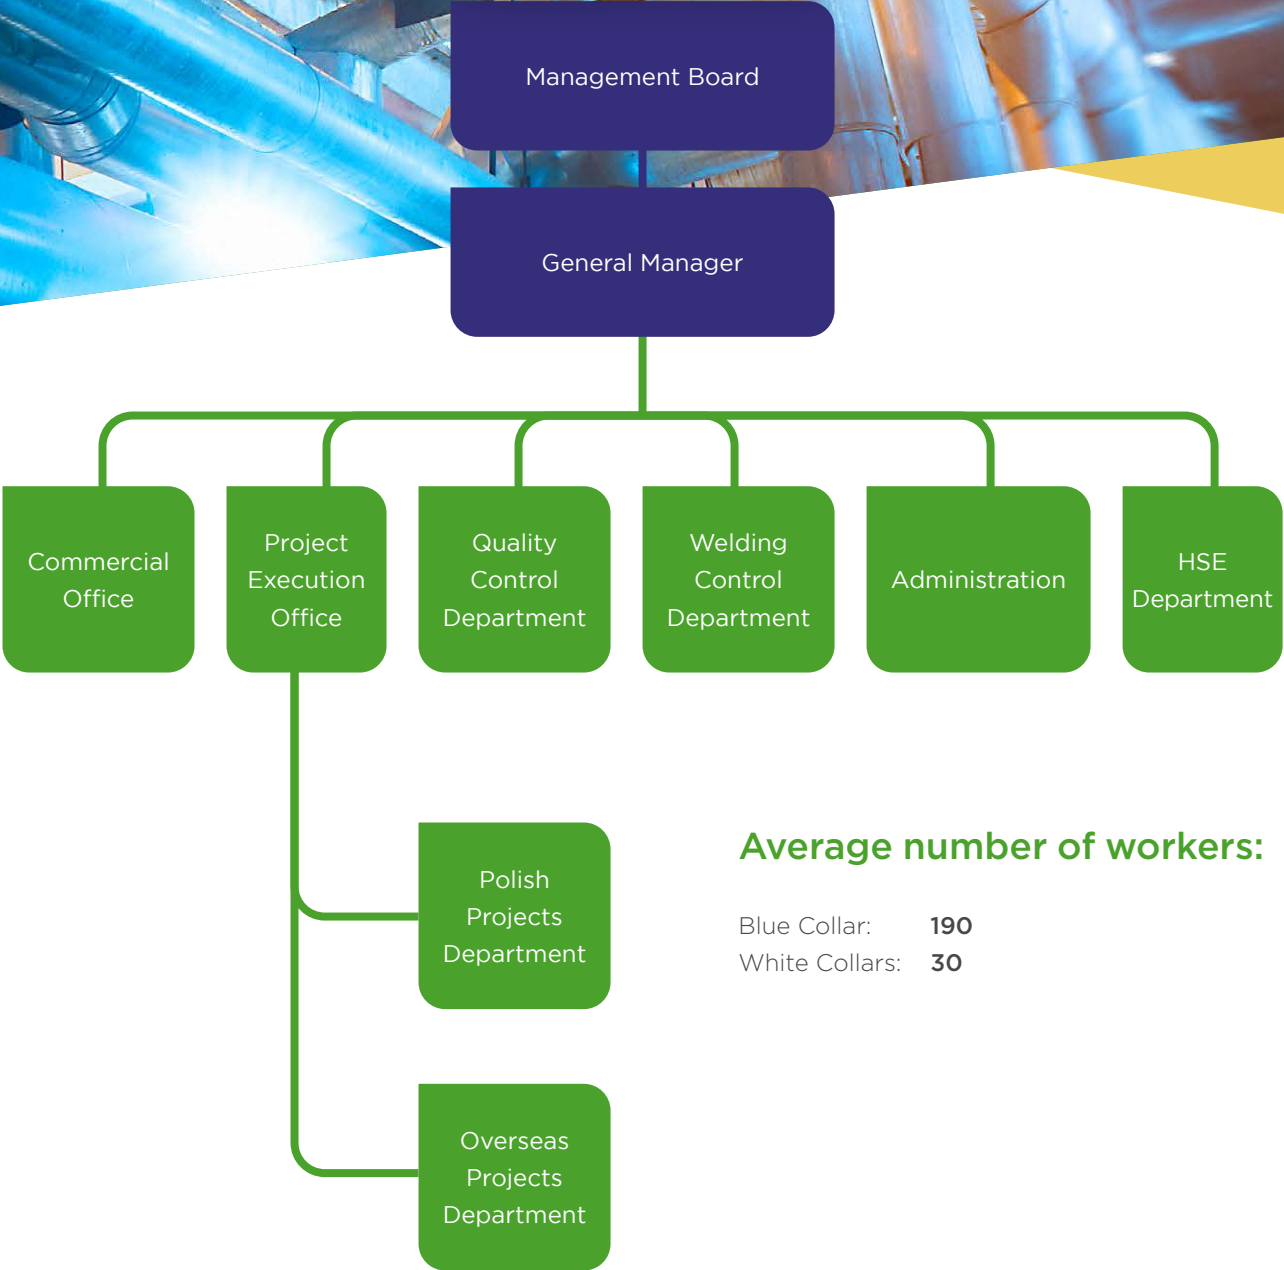 Management Board
General Manager
Commercial
Office
Project
Execution
Office
Quality
Control
Department
Welding
Control
Department
Administration
HSE
Department
Polish
Projects
Department
Average number of workers:
Blue Collar: 190
White Collars: 30
Overseas
Projects
Department